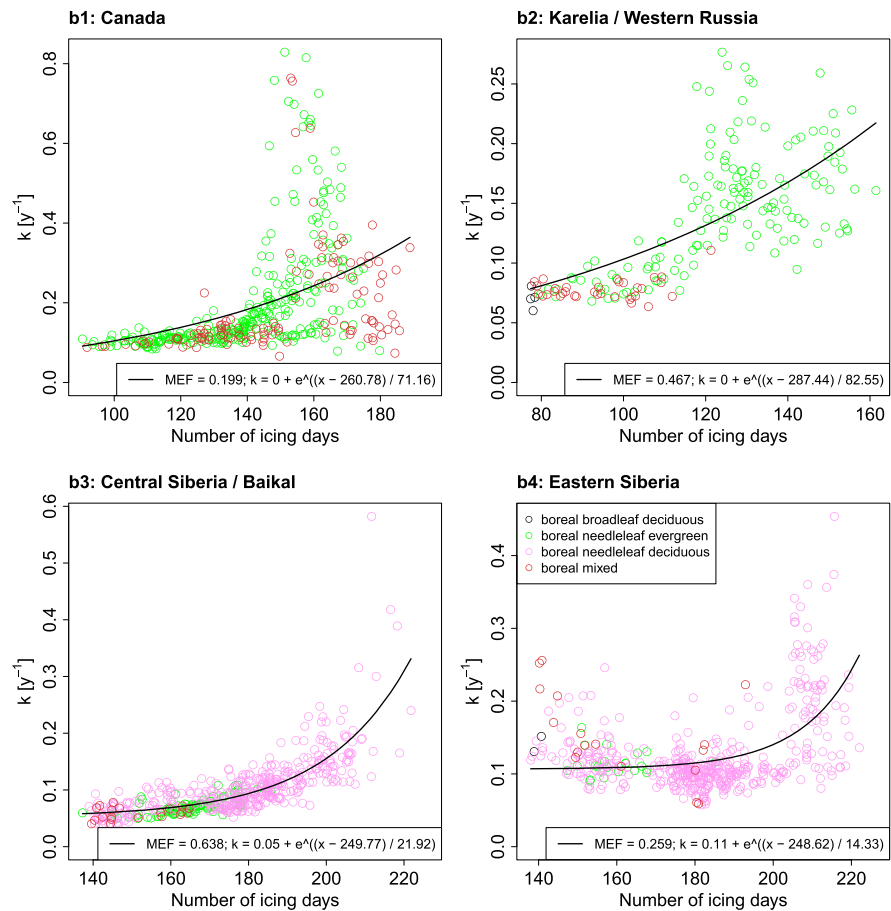 b1: Canada
k [y⁻¹]
0.0 0.2 0.4 0.6 0.8
MEF = 0.199; k = 0 + e^((x − 260.78) / 71.16)
100 120 140 160 180
Number of icing days
b2: Karelia / Western Russia
k [y⁻¹]
0.00 0.05 0.10 0.15 0.20 0.25
MEF = 0.467; k = 0 + e^((x − 287.44) / 82.55)
80 100 120 140 160
Number of icing days
b3: Central Siberia / Baikal
k [y⁻¹]
0.0 0.1 0.2 0.3 0.4 0.5 0.6
MEF = 0.638; k = 0.05 + e^((x − 249.77) / 21.92)
140 160 180 200 220
Number of icing days
b4: Eastern Siberia
boreal broadleaf deciduous
boreal needleleaf evergreen
boreal needleleaf deciduous
boreal mixed
k [y⁻¹]
0.0 0.1 0.2 0.3 0.4
MEF = 0.259; k = 0.11 + e^((x − 248.62) / 14.33)
140 160 180 200 220
Number of icing days